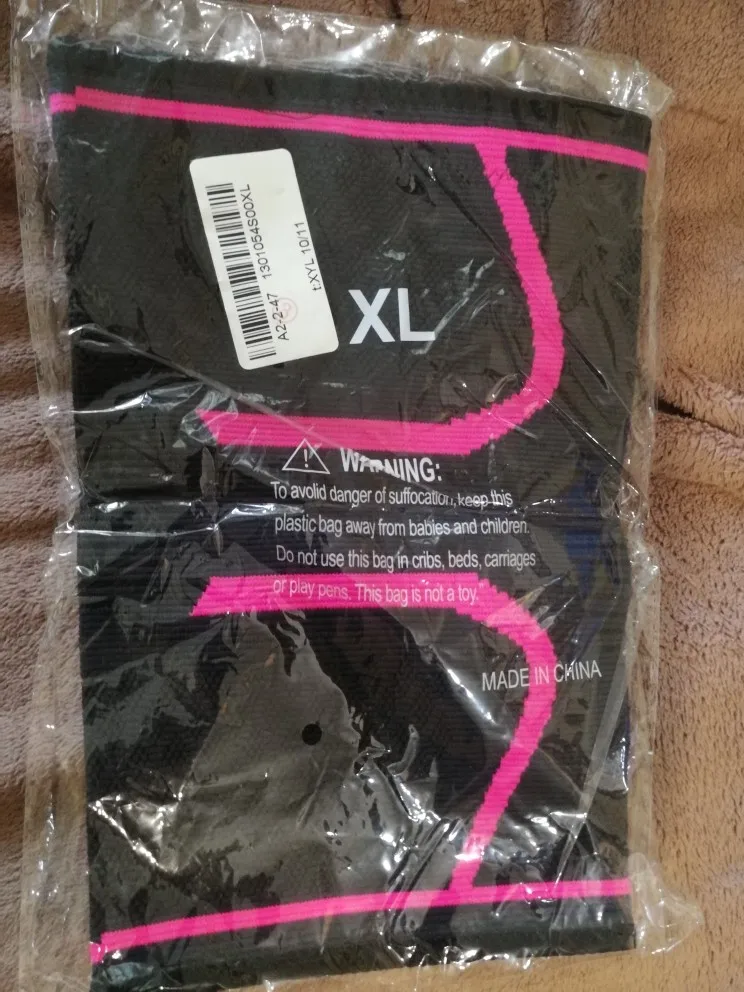 1301054S00XL
A2-2-47
t:XYL 10/11
XL
WARNING:
To avolid danger of suffocation, keep this
plastic bag away from babies and children.
Do not use this bag in cribs, beds, carriages
or play pens. This bag is not a toy.
MADE IN CHINA